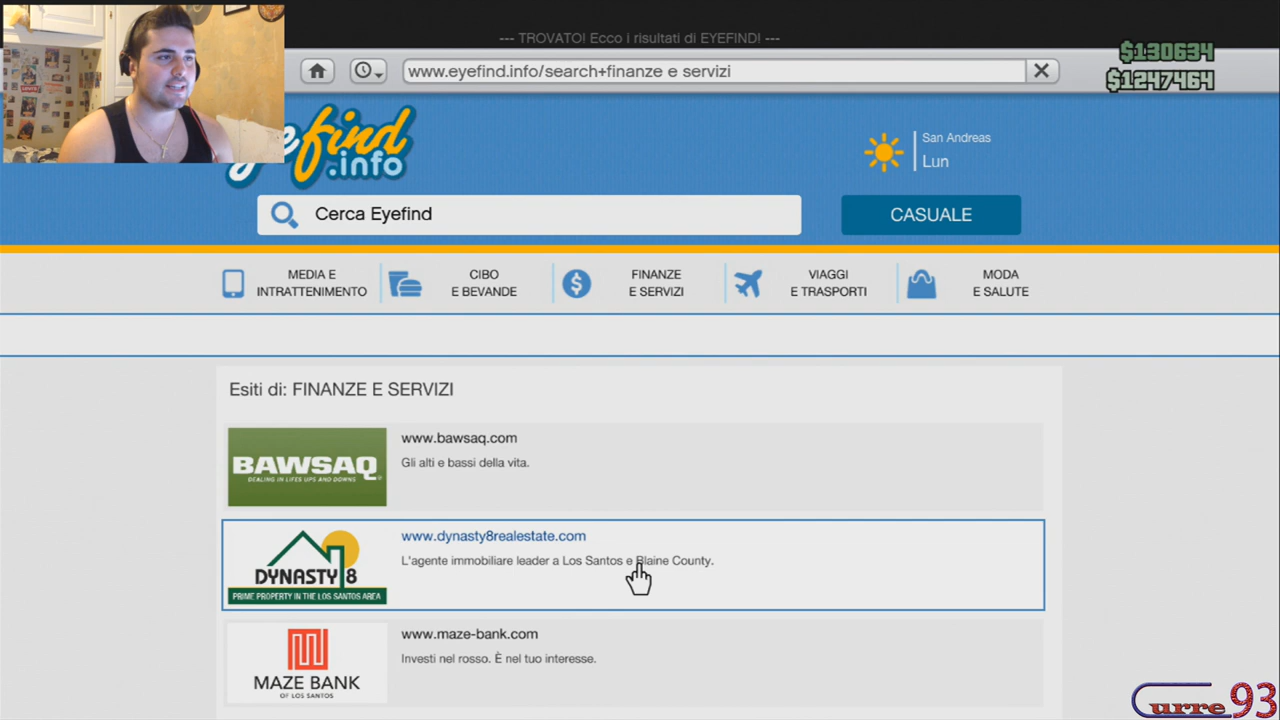 --- TROVATO! Ecco i risultati di EYEFIND! ---
www.eyefind.info/search+finanze e servizi
$130634
$1247464
find
.info
San Andreas
Lun
Cerca Eyefind
CASUALE
MEDIA E
INTRATTENIMENTO
CIBO
E BEVANDE
FINANZE
E SERVIZI
VIAGGI
E TRASPORTI
MODA
E SALUTE
Esiti di: FINANZE E SERVIZI
BAWSAQ
DEALING IN LIFES UPS AND DOWNS
www.bawsaq.com
Gli alti e bassi della vita.
DYNASTY 8
PRIME PROPERTY IN THE LOS SANTOS AREA
www.dynasty8realestate.com
L'agente immobiliare leader a Los Santos e Blaine County.
MAZE BANK
OF LOS SANTOS
www.maze-bank.com
Investi nel rosso. È nel tuo interesse.
Curre 93